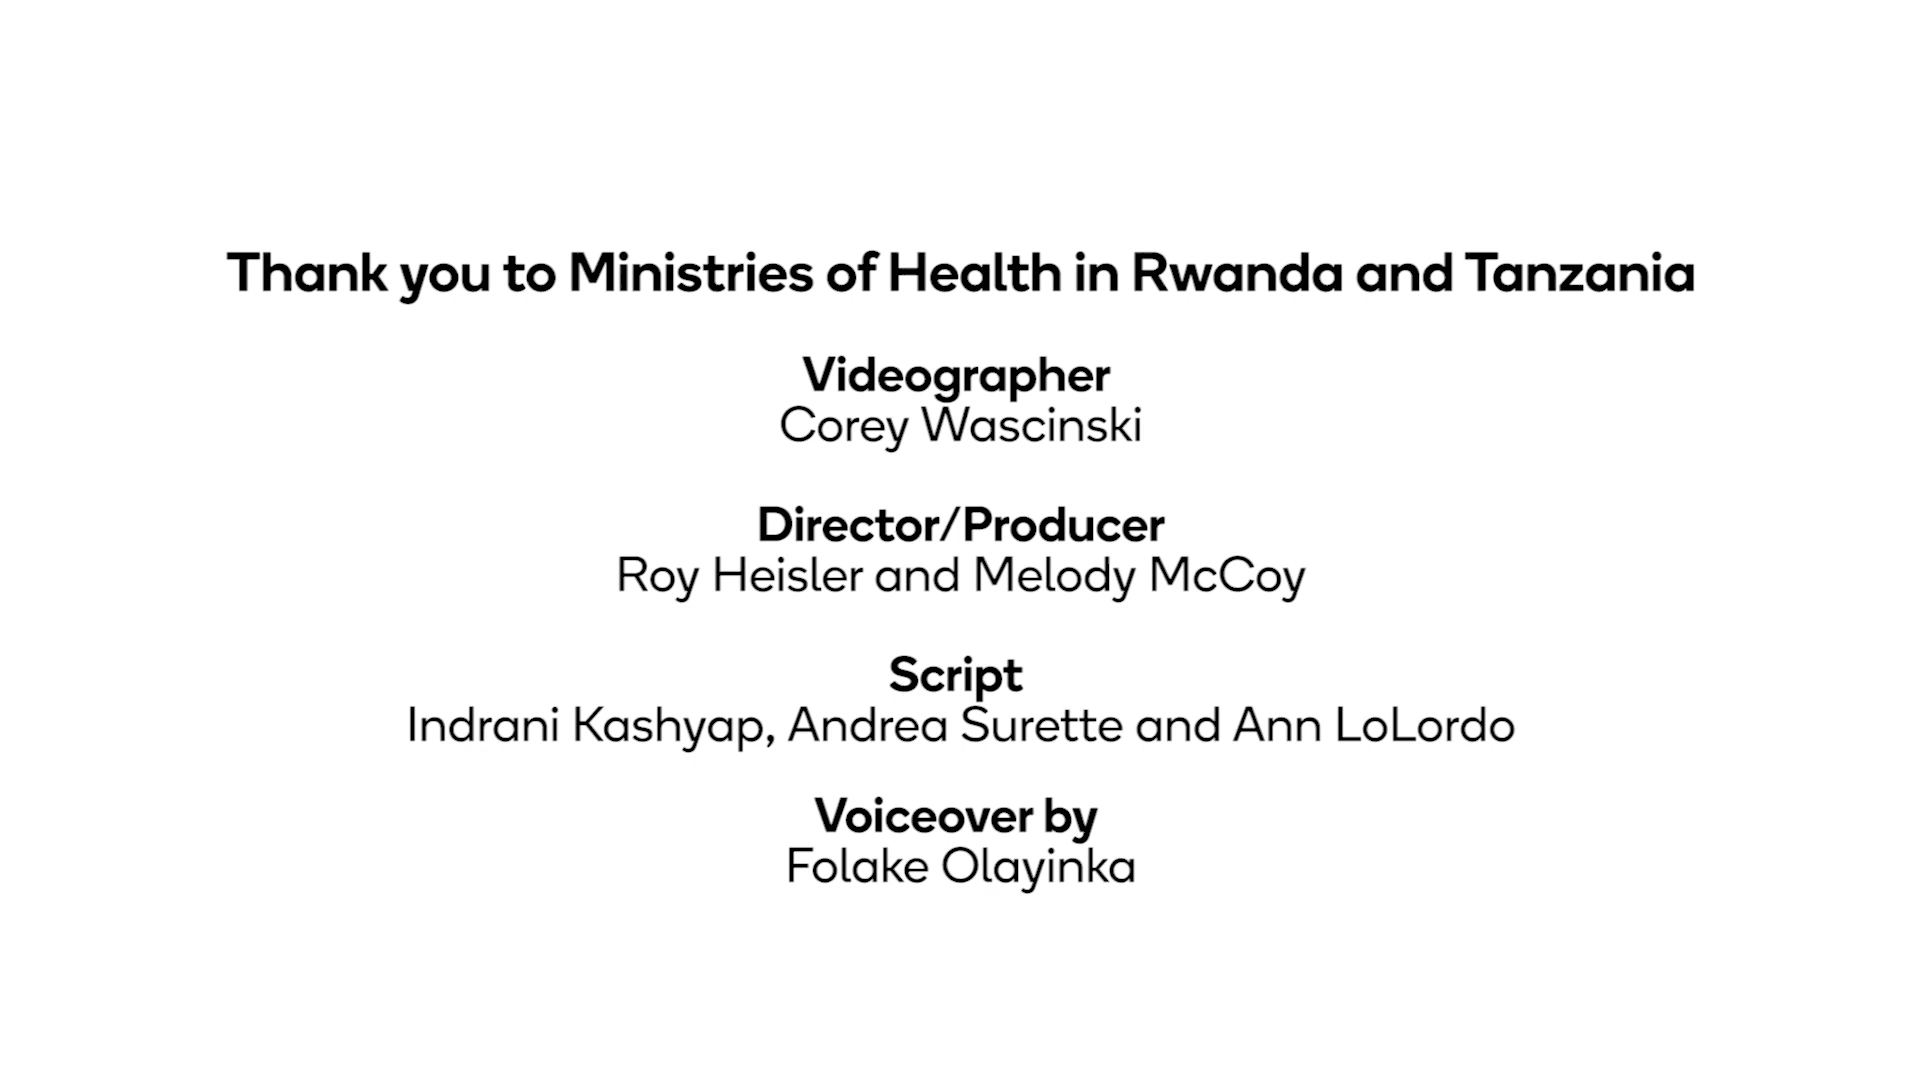 Thank you to Ministries of Health in Rwanda and Tanzania
Videographer
Corey Wascinski
Director/Producer
Roy Heisler and Melody McCoy
Script
Indrani Kashyap, Andrea Surette and Ann LoLordo
Voiceover by
Folake Olayinka